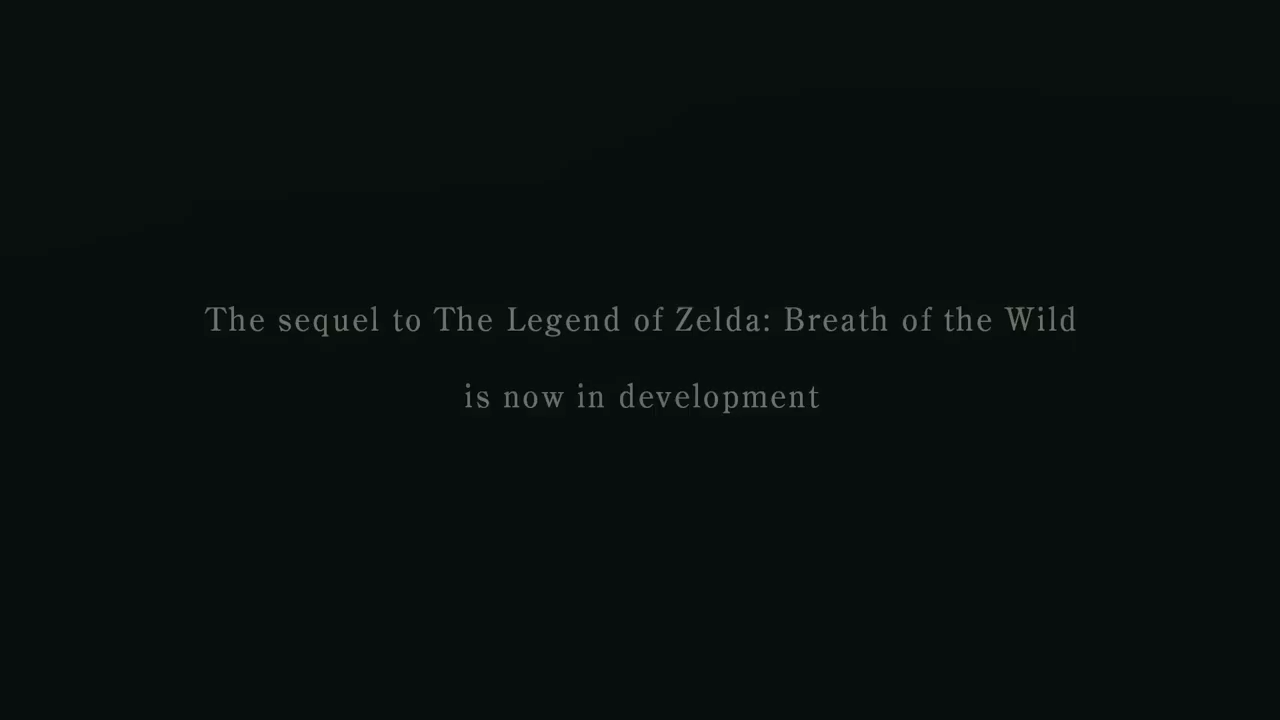 The sequel to The Legend of Zelda: Breath of the Wild
is now in development